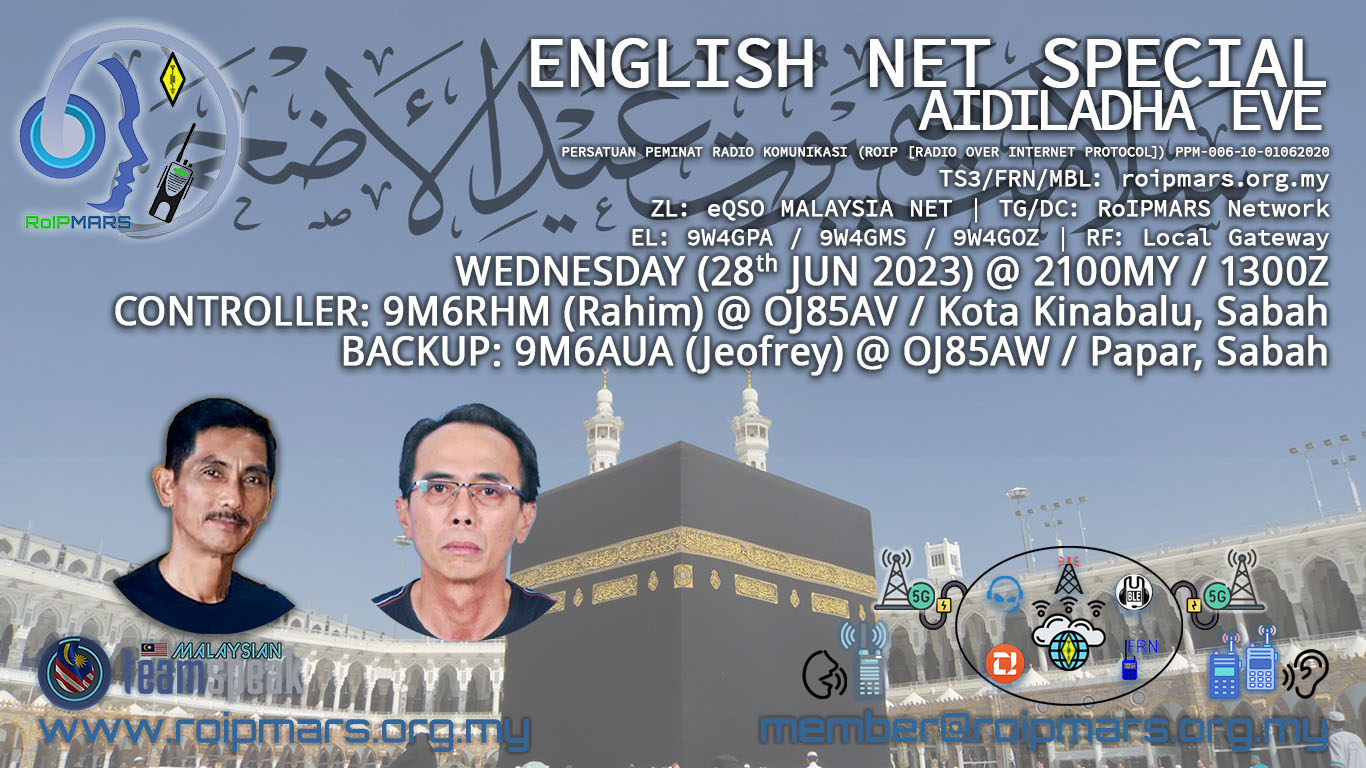 ENGLISH NET SPECIAL
AIDILADHA EVE
PERSATUAN PEMINAT RADIO KOMUNIKASI (ROIP [RADIO OVER INTERNET PROTOCOL]) PPM-006-10-01062020
TS3/FRN/MBL: roipmars.org.my
ZL: eQSO MALAYSIA NET | TG/DC: RoIPMARS Network
EL: 9W4GPA / 9W4GMS / 9W4GOZ | RF: Local Gateway
WEDNESDAY (28th JUN 2023) @ 2100MY / 1300Z
CONTROLLER: 9M6RHM (Rahim) @ OJ85AV / Kota Kinabalu, Sabah
BACKUP: 9M6AUA (Jeofrey) @ OJ85AW / Papar, Sabah
RoIPMARS
عيد الأضحى
5G
5G
BLE
FRN
MALAYSIAN
teamspeak
www.roipmars.org.my
member@roipmars.org.my